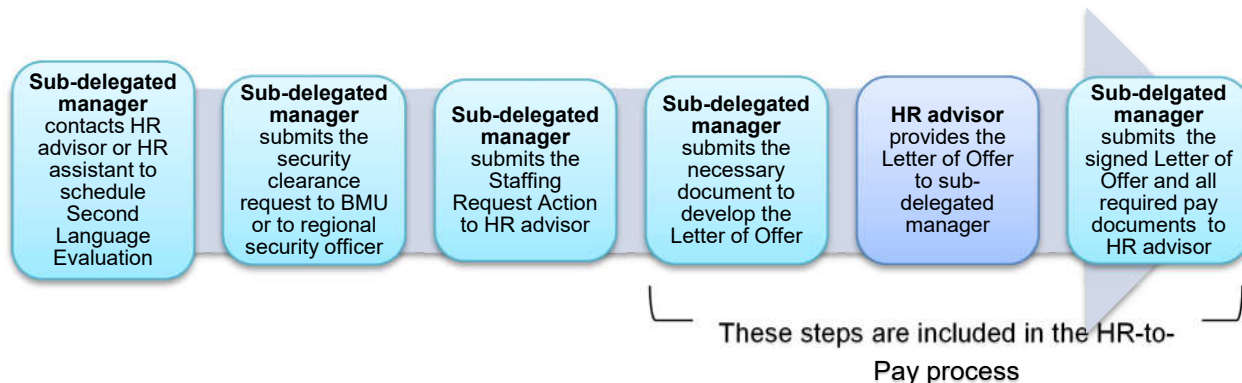 Sub-delegated
manager
contacts HR
advisor or HR
assistant to
schedule
Second
Language
Evaluation
Sub-delegated
manager
submits the
security
clearance
request to BMU
or to regional
security officer
Sub-delegated
manager
submits the
Staffing
Request Action
to HR advisor
Sub-delegated
manager
submits the
necessary
document to
develop the
Letter of Offer
HR advisor
provides the
Letter of Offer
to sub-
delegated
manager
Sub-delgated
manager
submits the
signed Letter of
Offer and all
required pay
documents to
HR advisor
These steps are included in the HR-to-
Pay process